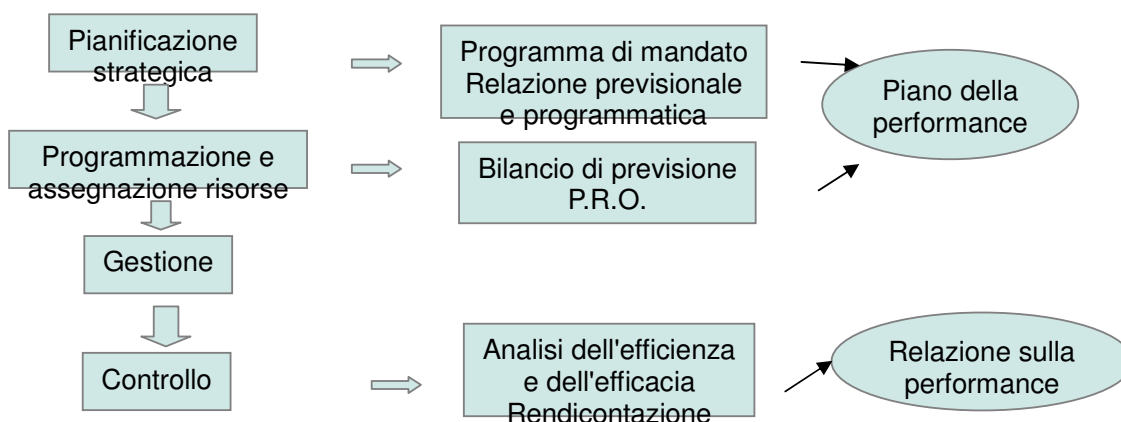 Pianificazione
strategica
Programma di mandato
Relazione previsionale
e programmatica
Piano della
performance
Programmazione e
assegnazione risorse
Bilancio di previsione
P.R.O.
Gestione
Controllo
Analisi dell'efficienza
e dell'efficacia
Rendicontazione
Relazione sulla
performance